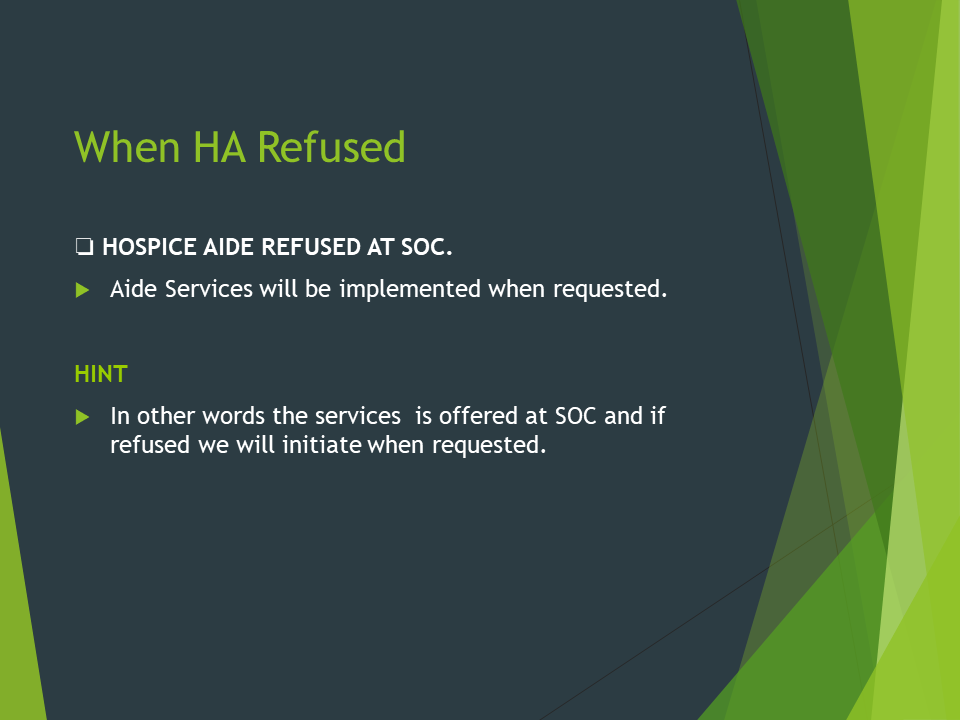 When HA Refused
❏ HOSPICE AIDE REFUSED AT SOC.
Aide Services will be implemented when requested.
HINT
In other words the services  is offered at SOC and if
refused we will initiate when requested.